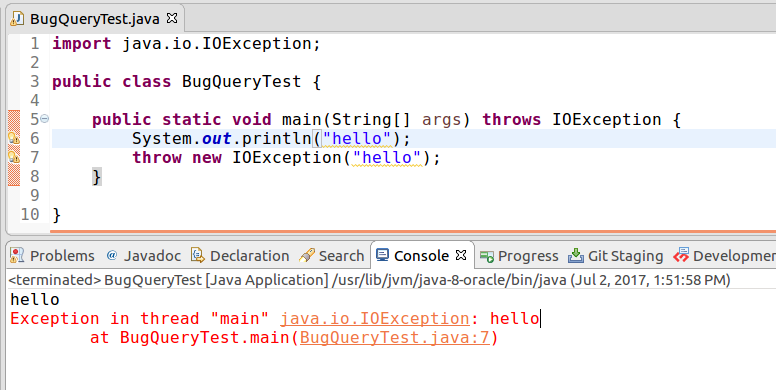 BugQueryTest.java
1 import java.io.IOException;
2
3 public class BugQueryTest {
4
5 public static void main(String[] args) throws IOException {
6 System.out.println("hello");
7 throw new IOException("hello");
8 }
9
10 }
Problems @ Javadoc Declaration Search Console Progress Git Staging Developmen
<terminated> BugQueryTest [Java Application] /usr/lib/jvm/java-8-oracle/bin/java (Jul 2, 2017, 1:51:58 PM)
hello
Exception in thread "main" java.io.IOException: hello
at BugQueryTest.main(BugQueryTest.java:7)